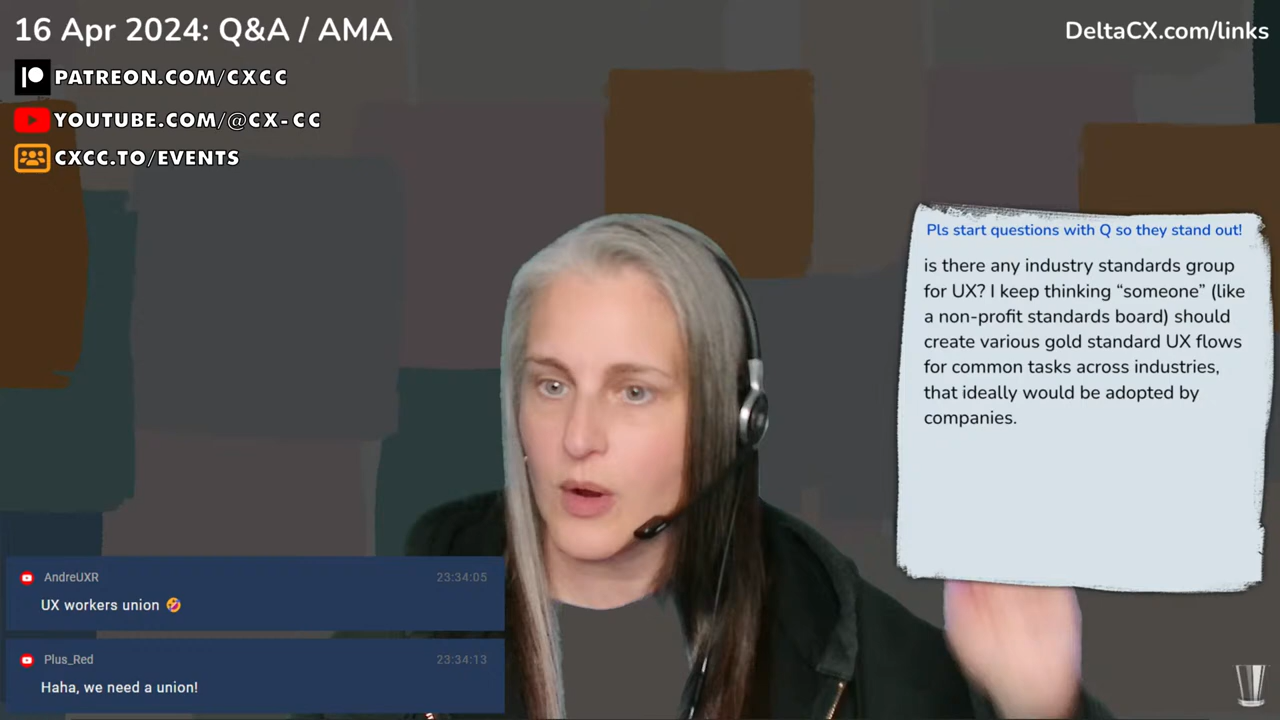 16 Apr 2024: Q&A / AMA
DeltaCX.com/links
PATREON.COM/CXCC
YOUTUBE.COM/@CX-CC
CXCC.TO/EVENTS
Pls start questions with Q so they stand out!
is there any industry standards group
for UX? I keep thinking “someone” (like
a non-profit standards board) should
create various gold standard UX flows
for common tasks across industries,
that ideally would be adopted by
companies.
AndreUXR 23:34:05
UX workers union 🤣
Plus_Red 23:34:13
Haha, we need a union!